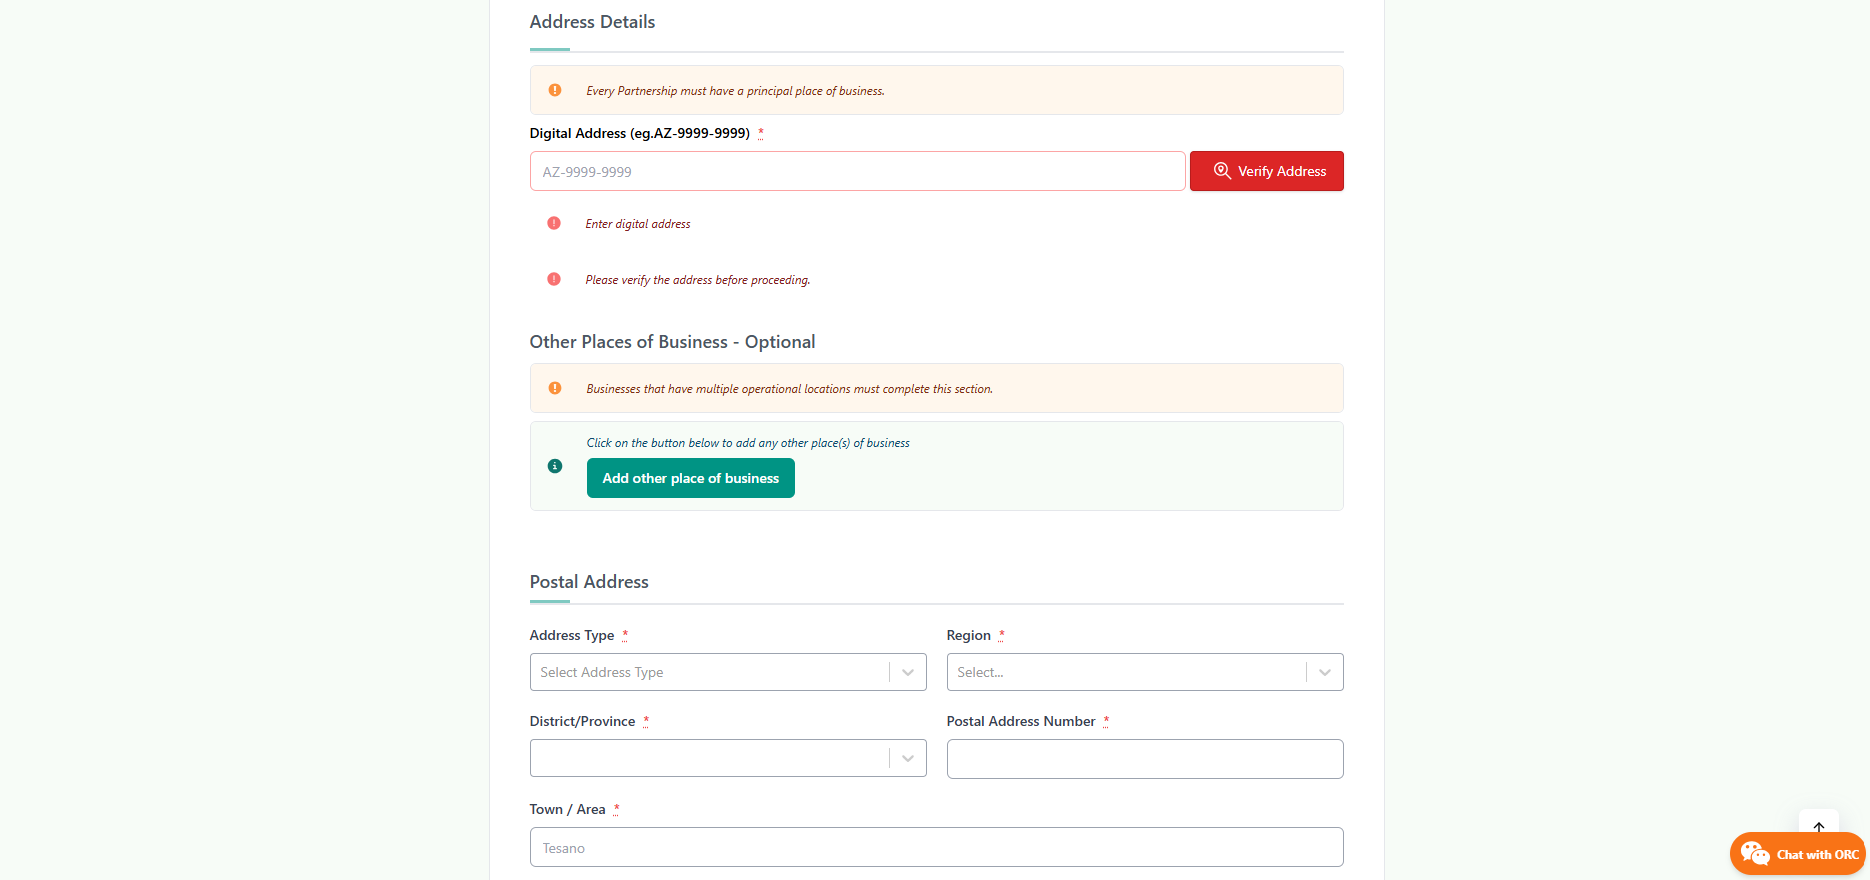 Address Details
Every Partnership must have a principal place of business.
Digital Address (eg.AZ-9999-9999) *
AZ-9999-9999
Verify Address
Enter digital address
Please verify the address before proceeding.
Other Places of Business - Optional
Businesses that have multiple operational locations must complete this section.
Click on the button below to add any other place(s) of business
Add other place of business
Postal Address
Address Type *
Region *
Select Address Type
Select...
District/Province *
Postal Address Number *
Town / Area *
Tesano
Chat with ORC